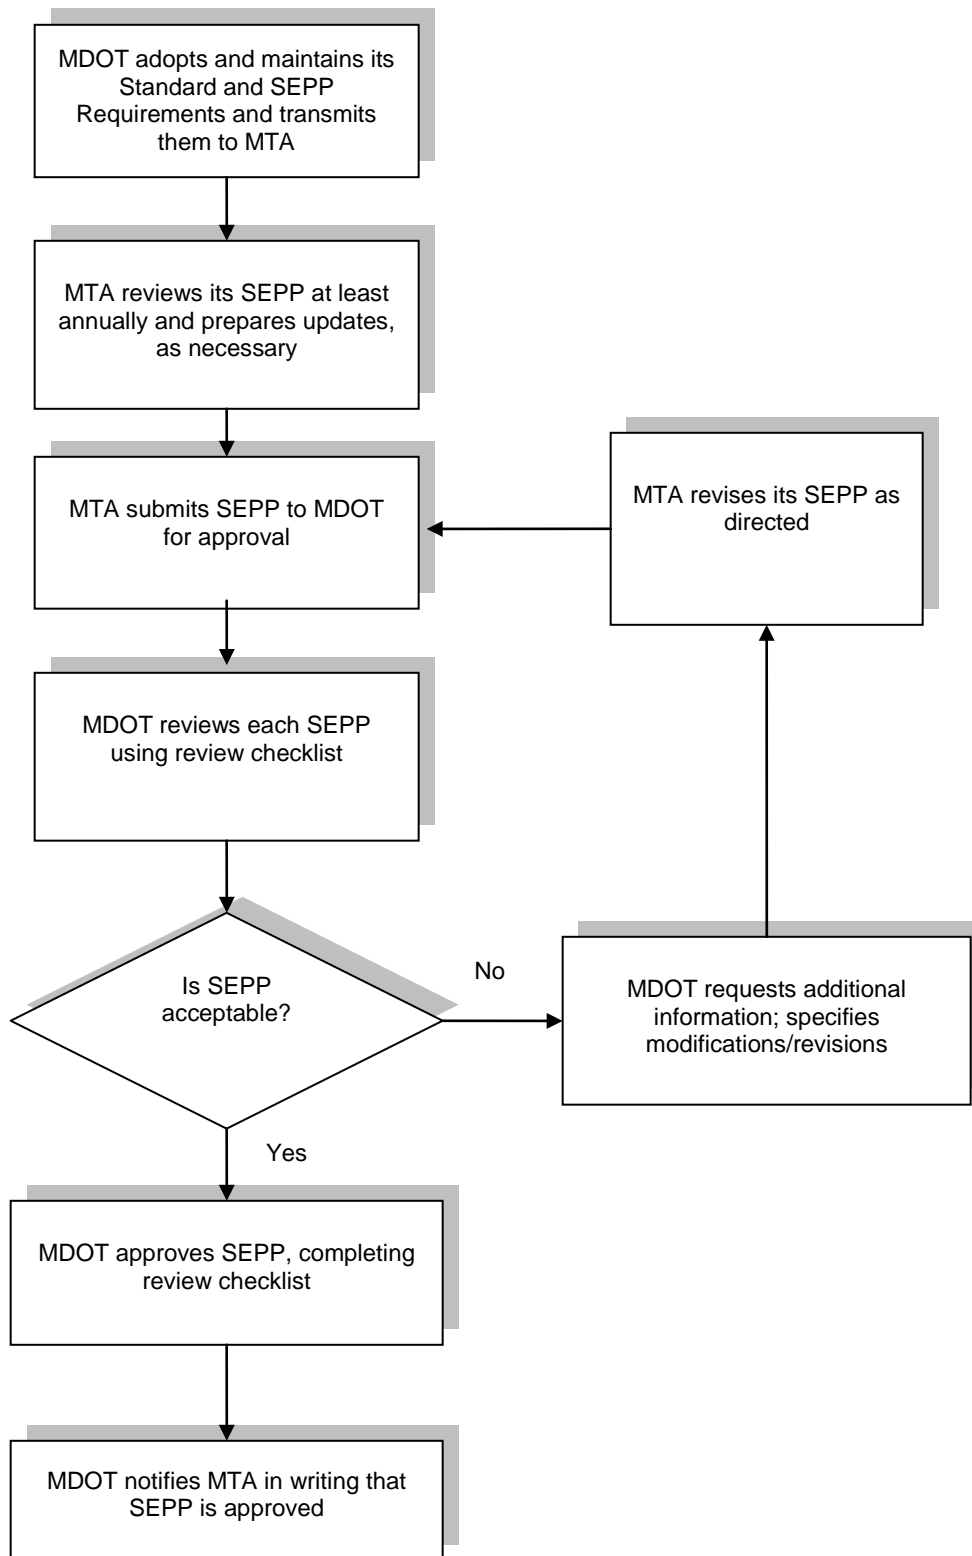 MDOT adopts and maintains its
Standard and SEPP
Requirements and transmits
them to MTA
MTA reviews its SEPP at least
annually and prepares updates,
as necessary
MTA submits SEPP to MDOT
for approval
MTA revises its SEPP as
directed
MDOT reviews each SEPP
using review checklist
Is SEPP
acceptable?
No
MDOT requests additional
information; specifies
modifications/revisions
Yes
MDOT approves SEPP, completing
review checklist
MDOT notifies MTA in writing that
SEPP is approved